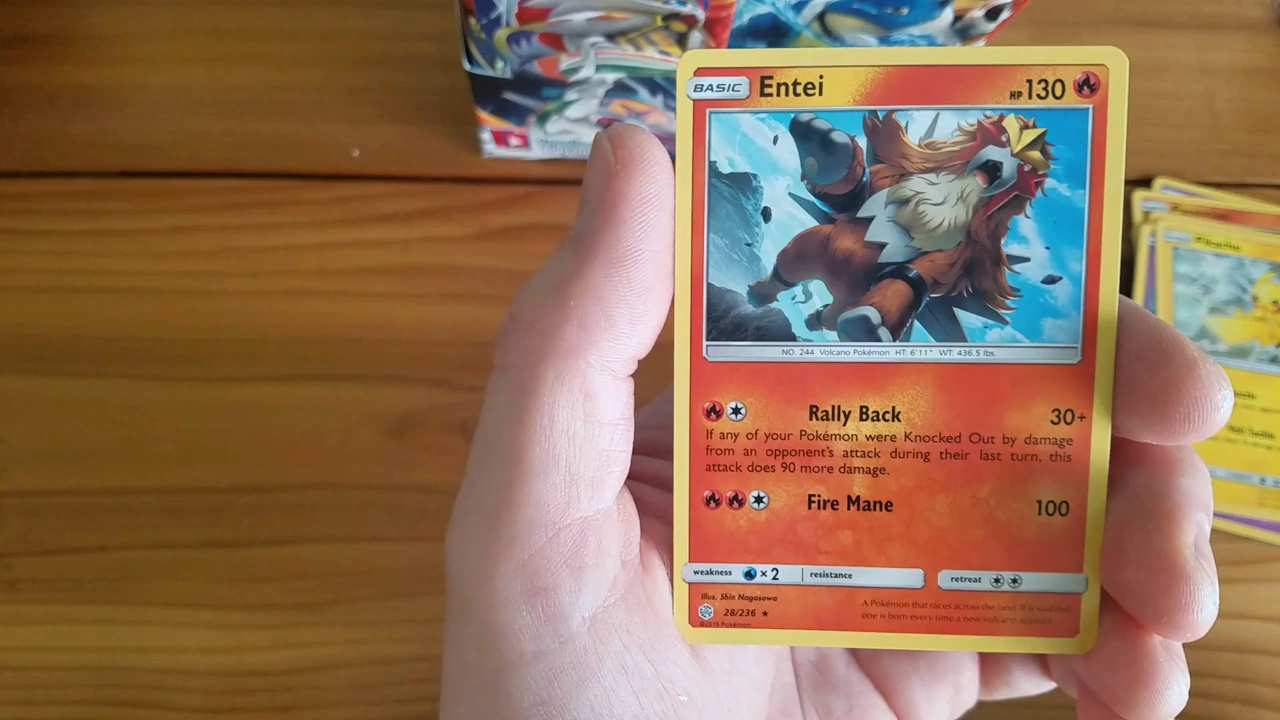 BASIC Entei HP 130
NO. 244 Volcano Pokémon HT: 6'11" WT: 436.5 lbs.
Rally Back 30+
If any of your Pokémon were Knocked Out by damage
from an opponent's attack during their last turn, this
attack does 90 more damage.
Fire Mane 100
weakness ×2 resistance retreat
Illus. Shin Nagasawa
28/236 ★
©2019 Pokémon
A Pokémon that races across the land. It is said that
one is born every time a new volcano appears.
Pikachu